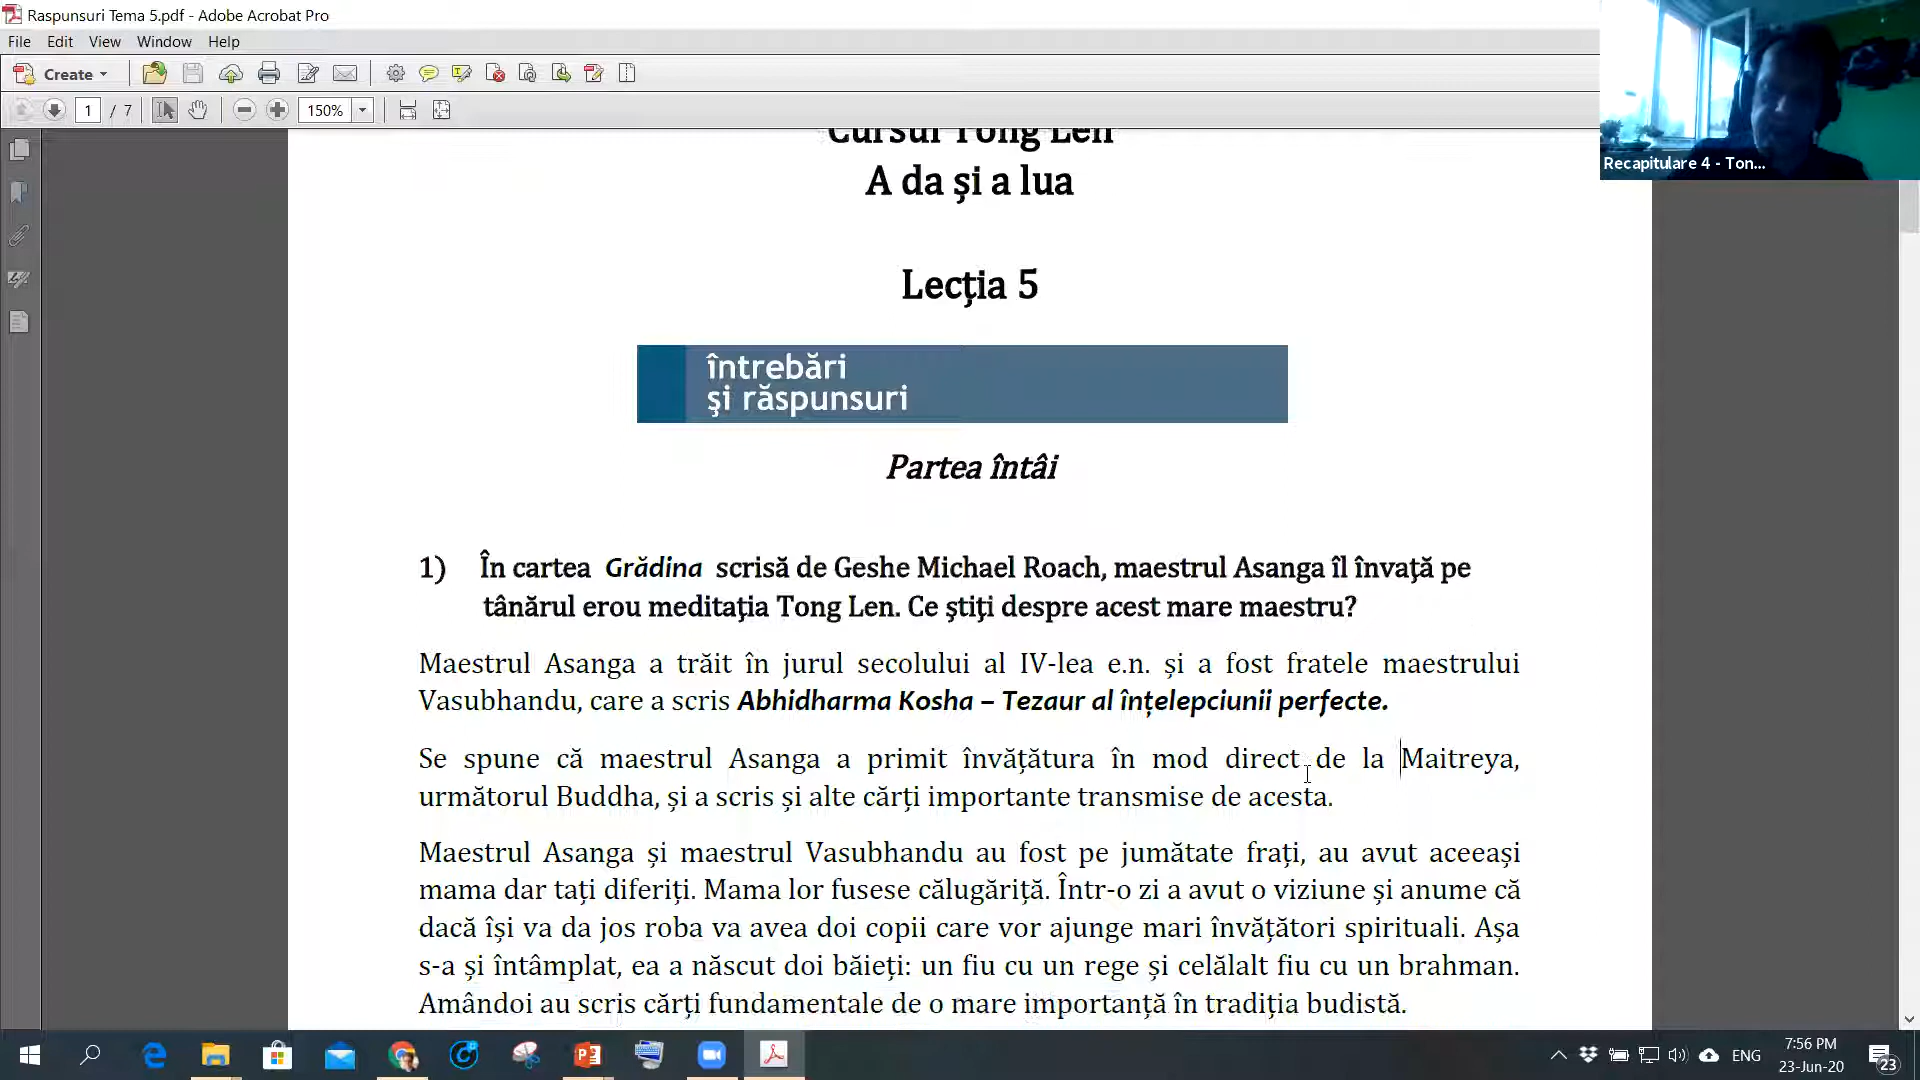 Raspunsuri Tema 5.pdf - Adobe Acrobat Pro
File Edit View Window Help
Create
1 / 7 150%
Recapitulare 4 - Ton...
Cursul Tong Len
A da și a lua
Lecția 5
întrebări
şi răspunsuri
Partea întâi
1) În cartea Grădina scrisă de Geshe Michael Roach, maestrul Asanga îl învaţă pe
tânărul erou meditaţia Tong Len. Ce ştiţi despre acest mare maestru?
Maestrul Asanga a trăit în jurul secolului al IV-lea e.n. și a fost fratele maestrului
Vasubhandu, care a scris Abhidharma Kosha – Tezaur al înțelepciunii perfecte.
Se spune că maestrul Asanga a primit învățătura în mod direct de la Maitreya,
următorul Buddha, și a scris și alte cărți importante transmise de acesta.
Maestrul Asanga și maestrul Vasubhandu au fost pe jumătate frați, au avut aceeași
mama dar tați diferiți. Mama lor fusese călugăriță. Într-o zi a avut o viziune și anume că
dacă își va da jos roba va avea doi copii care vor ajunge mari învățători spirituali. Așa
s-a și întâmplat, ea a născut doi băieți: un fiu cu un rege și celălalt fiu cu un brahman.
Amândoi au scris cărți fundamentale de o mare importanță în tradiția budistă.
ENG
7:56 PM
23-Jun-20
23